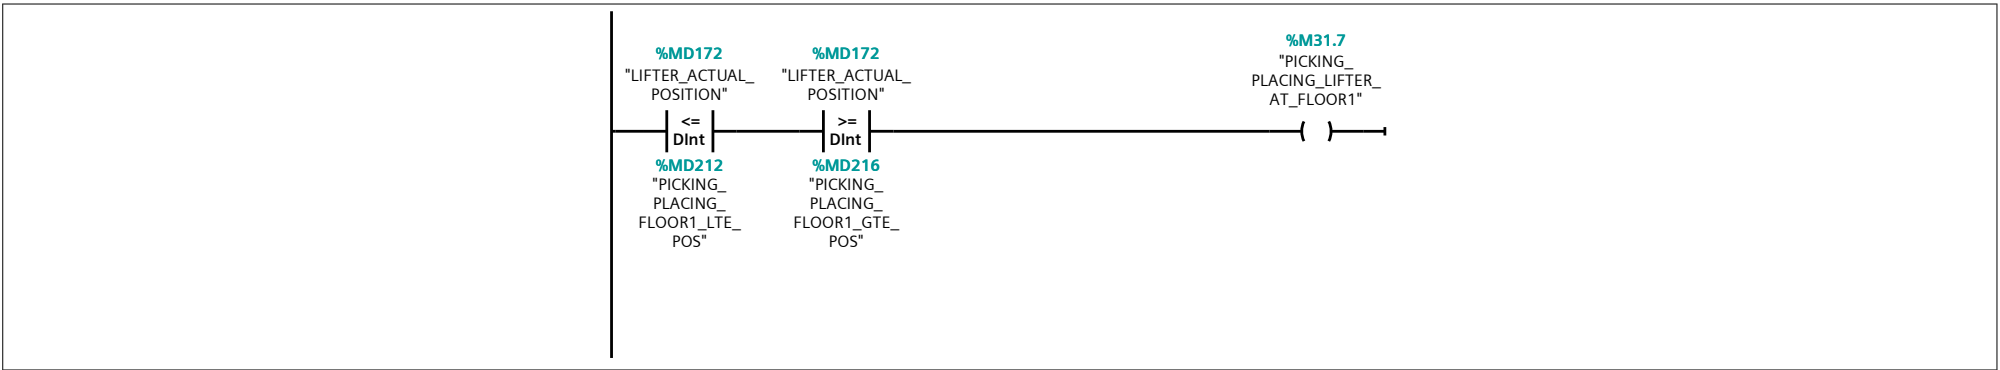 %MD172
"LIFTER_ACTUAL_
POSITION"
<=
DInt
%MD212
"PICKING_
PLACING_
FLOOR1_LTE_
POS"
%MD172
"LIFTER_ACTUAL_
POSITION"
>=
DInt
%MD216
"PICKING_
PLACING_
FLOOR1_GTE_
POS"
%M31.7
"PICKING_
PLACING_LIFTER_
AT_FLOOR1"